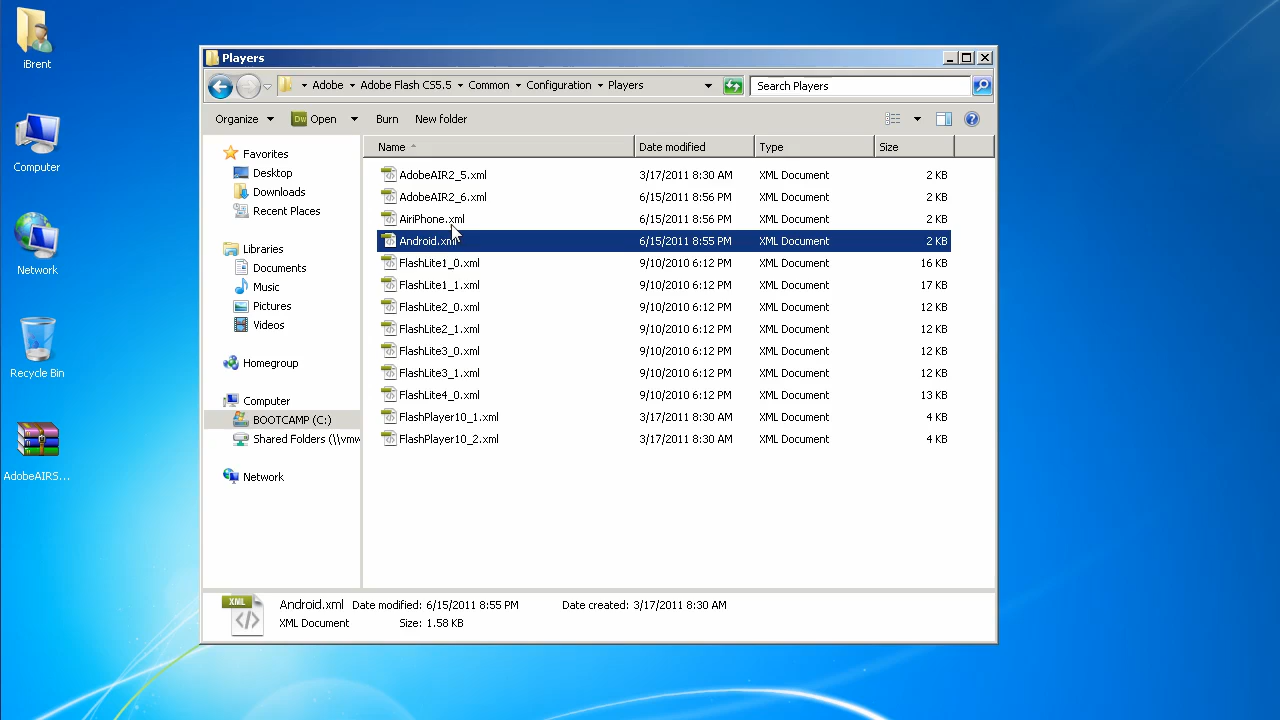 iBrent
Computer
Network
Recycle Bin
AdobeAIRS...
Players
Adobe Adobe Flash CS5.5 Common Configuration Players
Search Players
Organize Dw Open Burn New folder
Favorites
Desktop
Downloads
Recent Places
Libraries
Documents
Music
Pictures
Videos
Homegroup
Computer
BOOTCAMP (C:)
Shared Folders (\\vmw
Network
Name Date modified Type Size
AdobeAIR2_5.xml 3/17/2011 8:30 AM XML Document 2 KB
AdobeAIR2_6.xml 6/15/2011 8:56 PM XML Document 2 KB
AiriPhone.xml 6/15/2011 8:56 PM XML Document 2 KB
Android.xml 6/15/2011 8:55 PM XML Document 2 KB
FlashLite1_0.xml 9/10/2010 6:12 PM XML Document 16 KB
FlashLite1_1.xml 9/10/2010 6:12 PM XML Document 17 KB
FlashLite2_0.xml 9/10/2010 6:12 PM XML Document 12 KB
FlashLite2_1.xml 9/10/2010 6:12 PM XML Document 12 KB
FlashLite3_0.xml 9/10/2010 6:12 PM XML Document 12 KB
FlashLite3_1.xml 9/10/2010 6:12 PM XML Document 12 KB
FlashLite4_0.xml 9/10/2010 6:12 PM XML Document 13 KB
FlashPlayer10_1.xml 3/17/2011 8:30 AM XML Document 4 KB
FlashPlayer10_2.xml 3/17/2011 8:30 AM XML Document 4 KB
XML
Android.xml Date modified: 6/15/2011 8:55 PM Date created: 3/17/2011 8:30 AM
XML Document Size: 1.58 KB